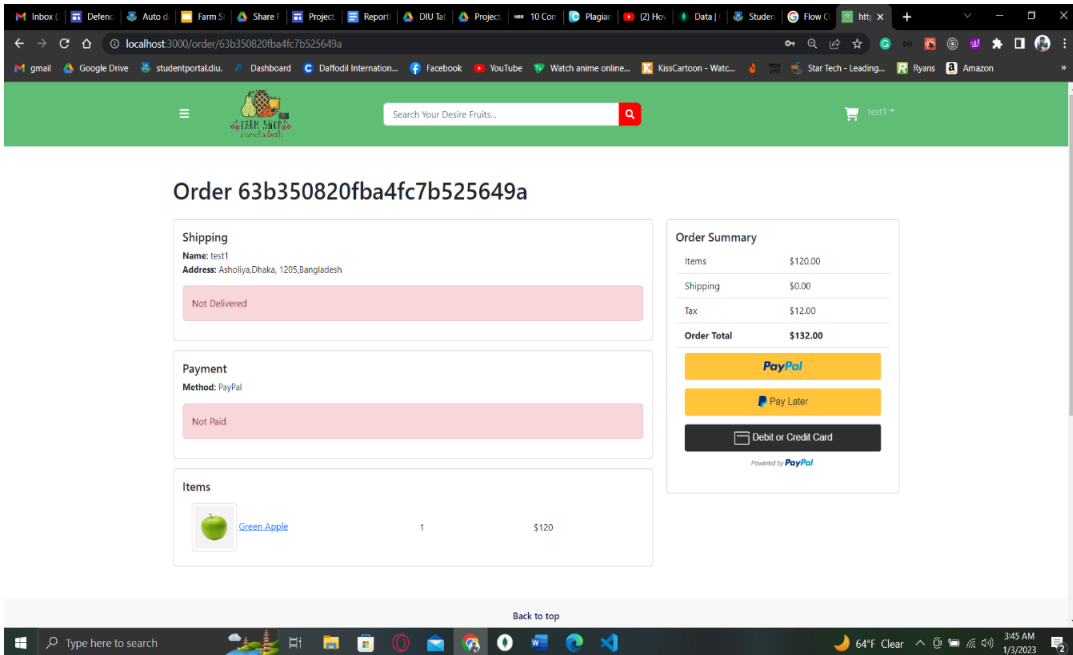 Inbox (
Defenc
Auto d
Farm S
Share F
Project
Reporti
DIU Tal
Project
10 Con
Plagiar
(2) Hov
Data |
Studen
Flow C
localhost:3000/order/63b350820fba4fc7b525649a
gmail
Google Drive
studentportal.diu.
Dashboard
Daffodil Internation...
Facebook
YouTube
Watch anime online...
KissCartoon - Watc...
Star Tech - Leading...
Ryans
Amazon
»
FARM SHOP
Search Your Desire Fruits...
test1
Order 63b350820fba4fc7b525649a
Shipping
Name: test1
Address: Asholiya,Dhaka, 1205,Bangladesh
Not Delivered
Payment
Method: PayPal
Not Paid
Items
Green Apple 1 $120
Order Summary
Items $120.00
Shipping $0.00
Tax $12.00
Order Total $132.00
PayPal
Pay Later
Debit or Credit Card
Powered by PayPal
Back to top
Type here to search
64°F Clear
3:45 AM
1/3/2023
2